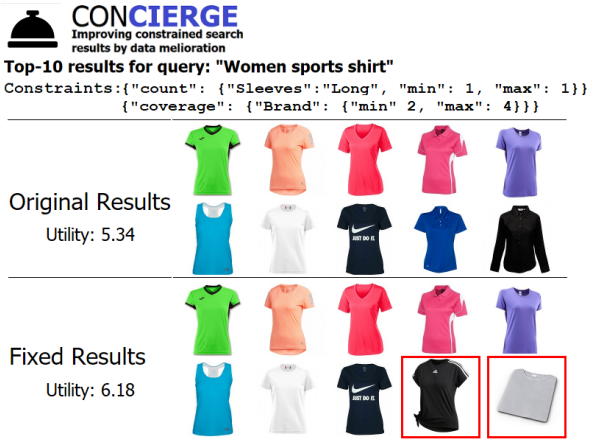 CONCIERGE
Improving constrained search
results by data melioration
Top-10 results for query: "Women sports shirt"
Constraints:{"count": {"Sleeves":"Long", "min": 1, "max": 1}}
{"coverage": {"Brand": {"min" 2, "max": 4}}}
Original Results
Utility: 5.34
JUST DO IT.
Fixed Results
Utility: 6.18
JUST DO IT.